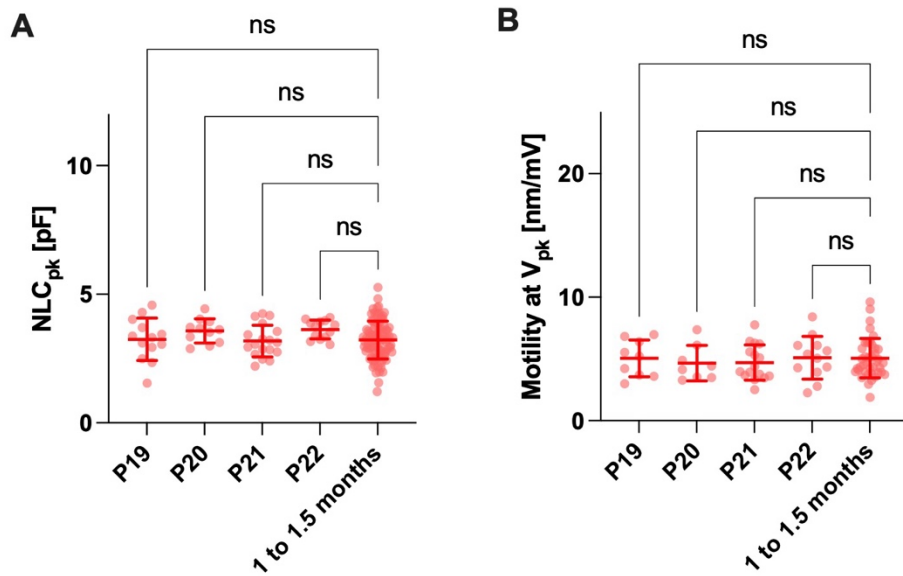 A
ns
ns
ns
ns
NLCpk [pF]
10
5
0
P19
P20
P21
P22
1 to 1.5 months
B
ns
ns
ns
ns
Motility at Vpk [nm/mV]
20
10
0
P19
P20
P21
P22
1 to 1.5 months